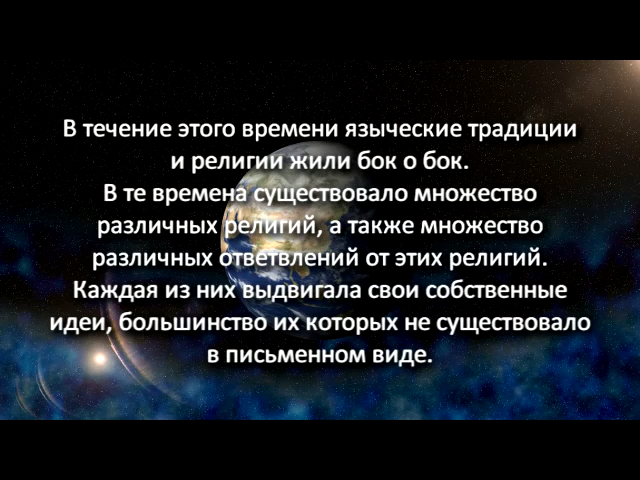 В течение этого времени языческие традиции
и религии жили бок о бок.
В те времена существовало множество
различных религий, а также множество
различных ответвлений от этих религий.
Каждая из них выдвигала свои собственные
идеи, большинство их которых не существовало
в письменном виде.